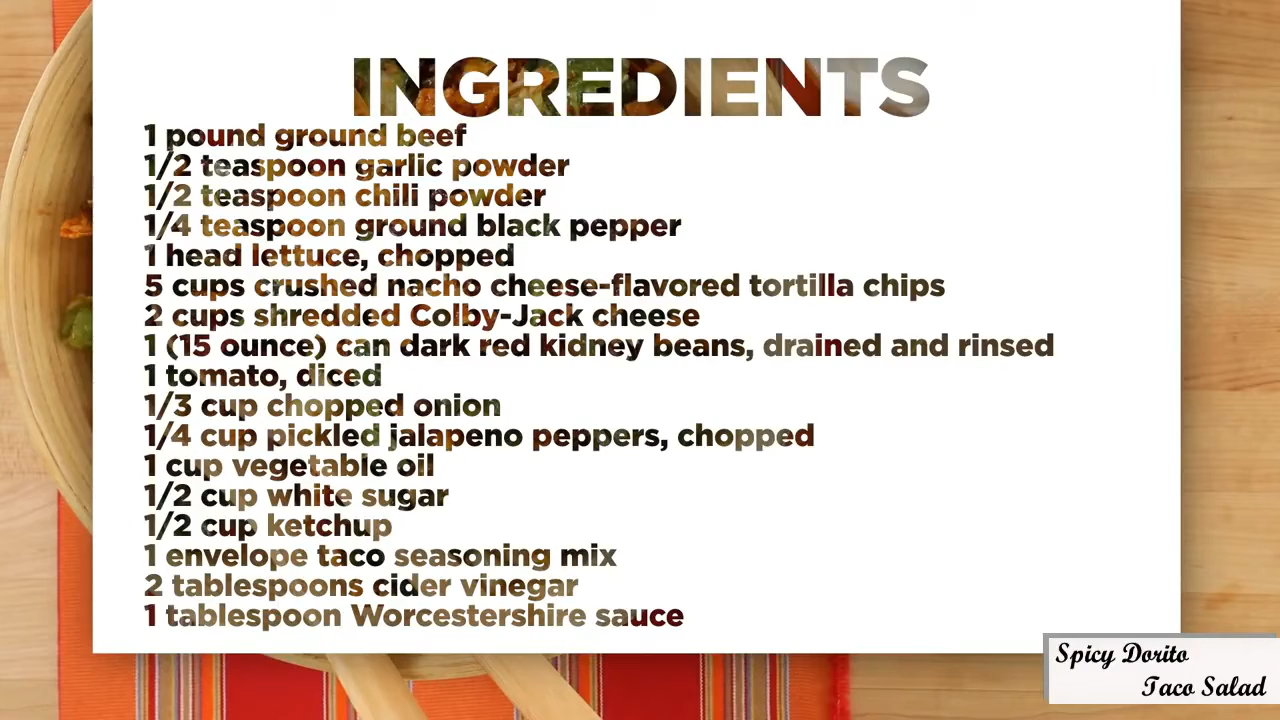 INGREDIENTS
1 pound ground beef
1/2 teaspoon garlic powder
1/2 teaspoon chili powder
1/4 teaspoon ground black pepper
1 head lettuce, chopped
5 cups crushed nacho cheese-flavored tortilla chips
2 cups shredded Colby-Jack cheese
1 (15 ounce) can dark red kidney beans, drained and rinsed
1 tomato, diced
1/3 cup chopped onion
1/4 cup pickled jalapeno peppers, chopped
1 cup vegetable oil
1/2 cup white sugar
1/2 cup ketchup
1 envelope taco seasoning mix
2 tablespoons cider vinegar
1 tablespoon Worcestershire sauce
Spicy Dorito
Taco Salad